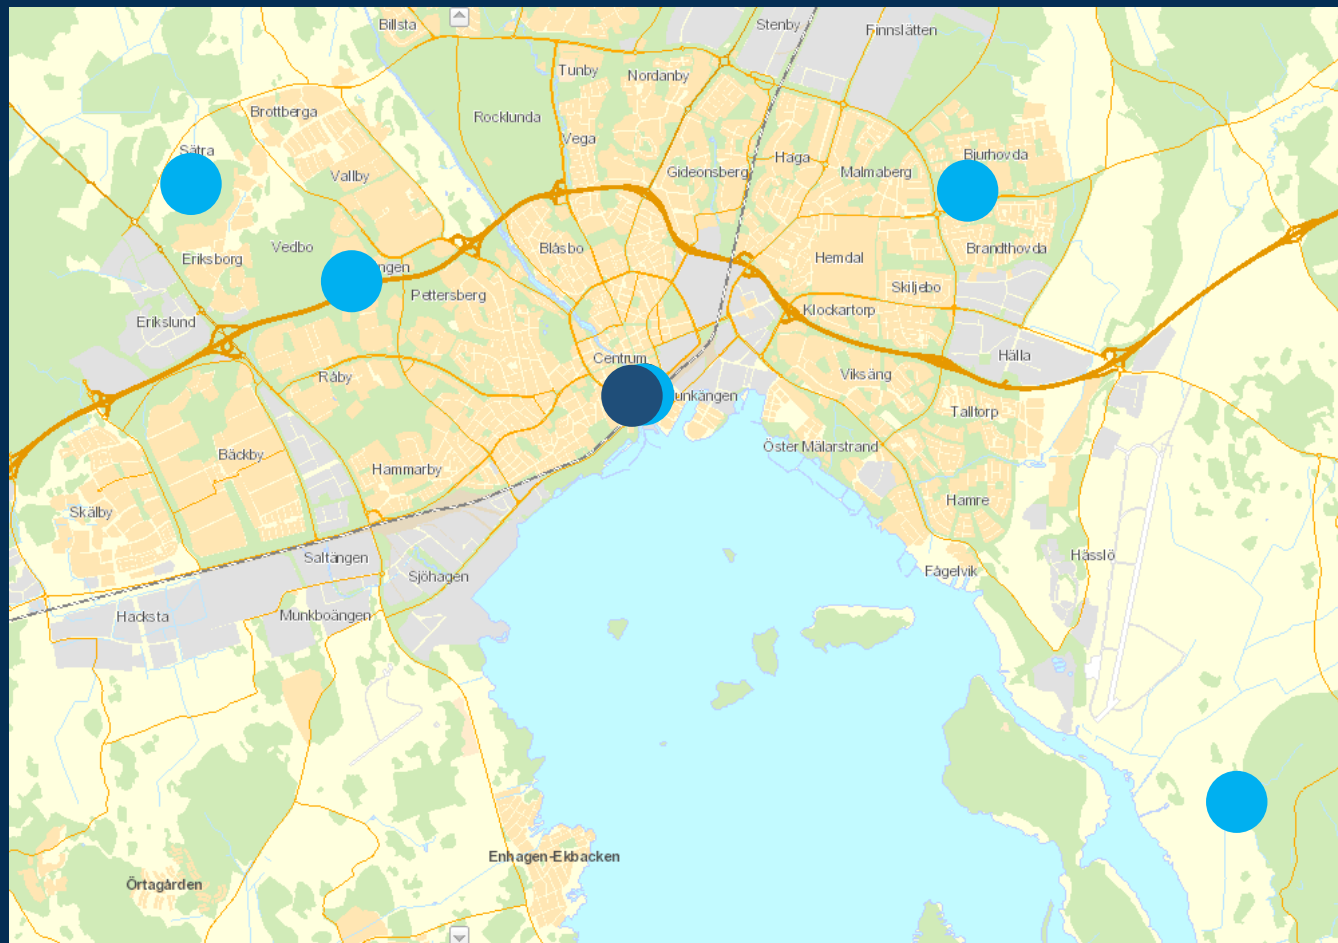 Billsta
Stenby
Finnslätten
Tunby
Nordanby
Brottberga
Rocklunda
Vega
Sätra
Haga
Bjurhovda
Vallby
Gideonsberg
Malmaberg
Vedbo
Blåsbo
Brandthovda
Eriksborg
Hemdal
Pettersberg
Skiljebo
Klockartorp
Erikslund
Centrum
Hälla
Råby
Viksäng
Talltorp
Bäckby
Öster Mälarstrand
Hammarby
Skälby
Hamre
Saltängen
Hässlö
Sjöhagen
Fågelvik
Hacksta
Munkboängen
Enhagen-Ekbacken
Örtagården